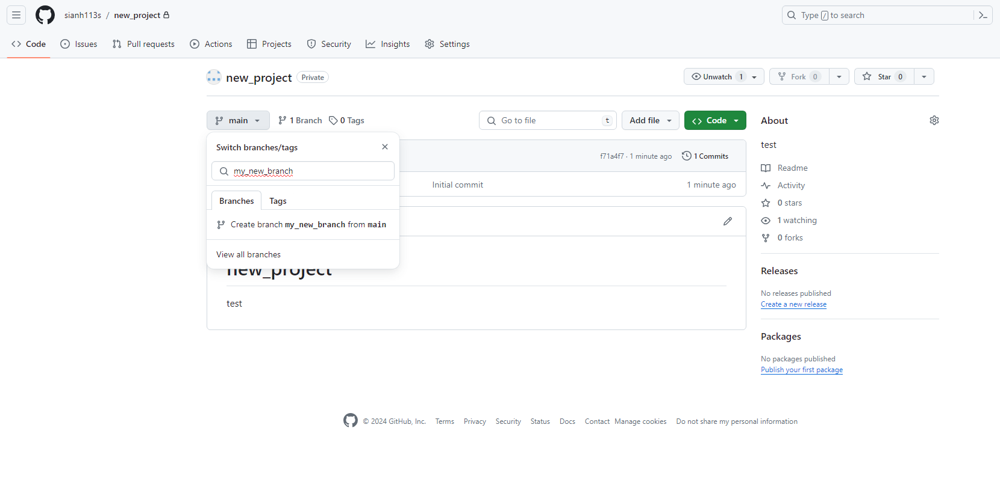 sianh113s / new_project
Type / to search
Code Issues Pull requests Actions Projects Security Insights Settings
new_project Private
Unwatch 1 Fork 0 Star 0
main 1 Branch 0 Tags Go to file t Add file Code
Switch branches/tags
my_new_branch
Branches Tags
Create branch my_new_branch from main
View all branches
f71a4f7 · 1 minute ago 1 Commits
Initial commit 1 minute ago
new_project
test
About
test
Readme
Activity
0 stars
1 watching
0 forks
Releases
No releases published
Create a new release
Packages
No packages published
Publish your first package
© 2024 GitHub, Inc. Terms Privacy Security Status Docs Contact Manage cookies Do not share my personal information